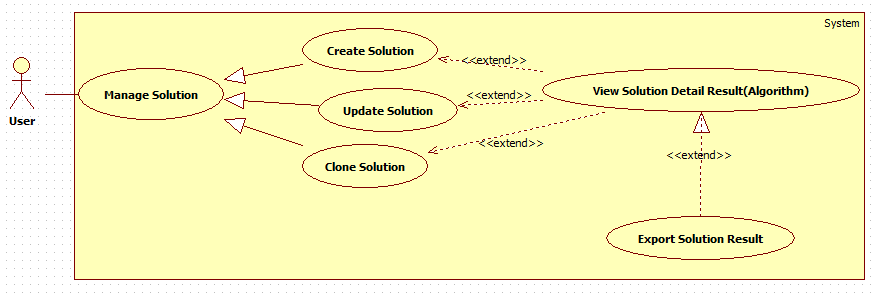 System
Create Solution
<<extend>>
Manage Solution
View Solution Detail Result(Algorithm)
<<extend>>
Update Solution
User
<<extend>>
<<extend>>
Clone Solution
Export Solution Result